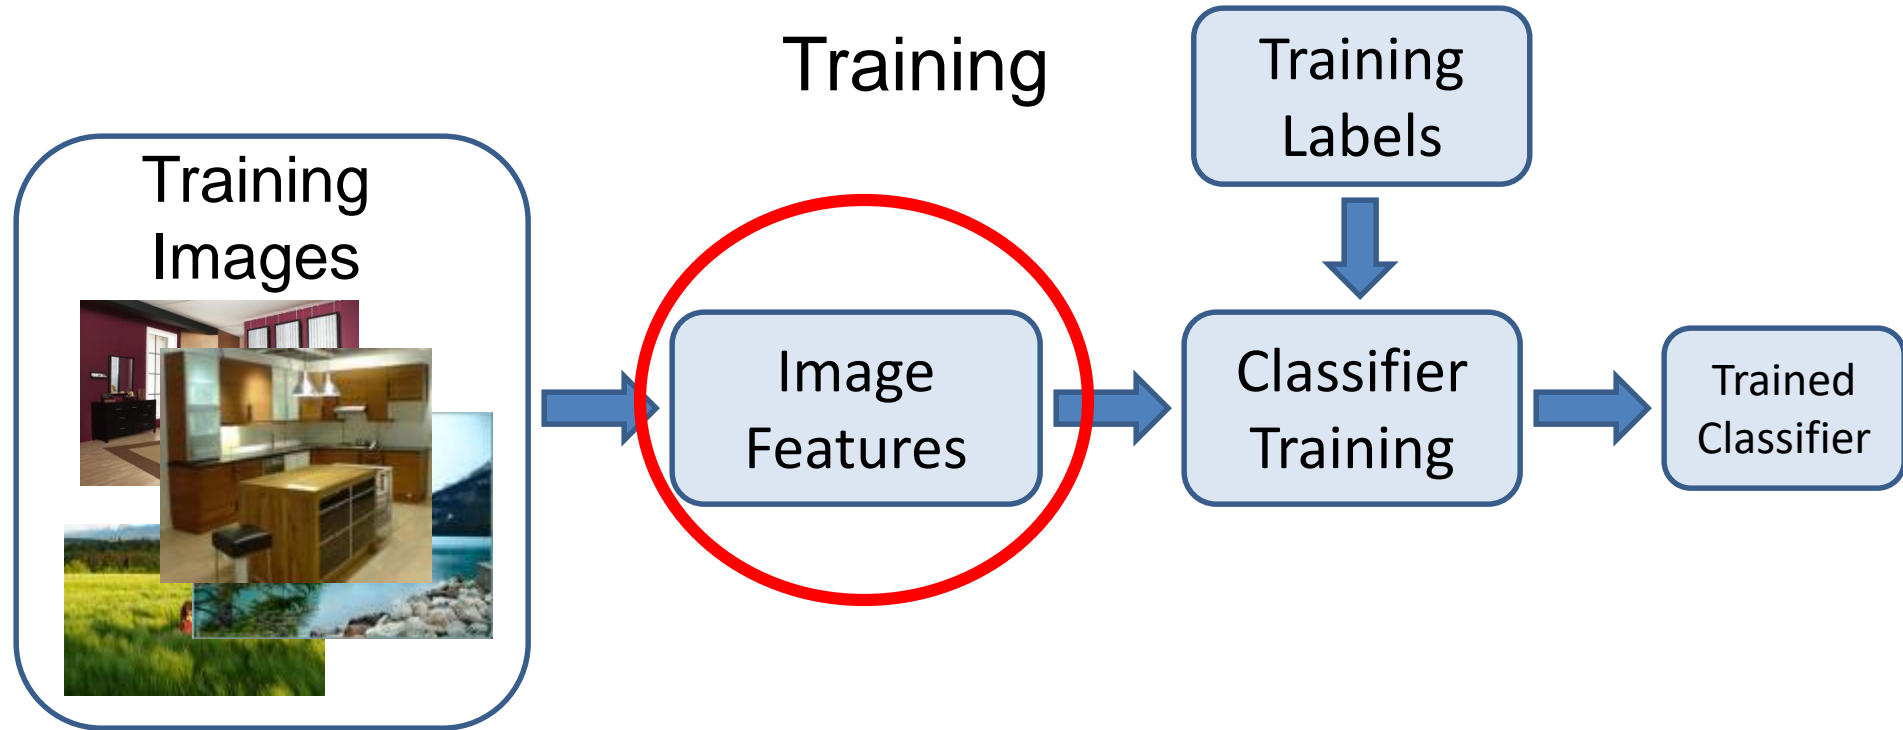 Training
Training
Labels
Training
Images
Image
Features
Classifier
Training
Trained
Classifier